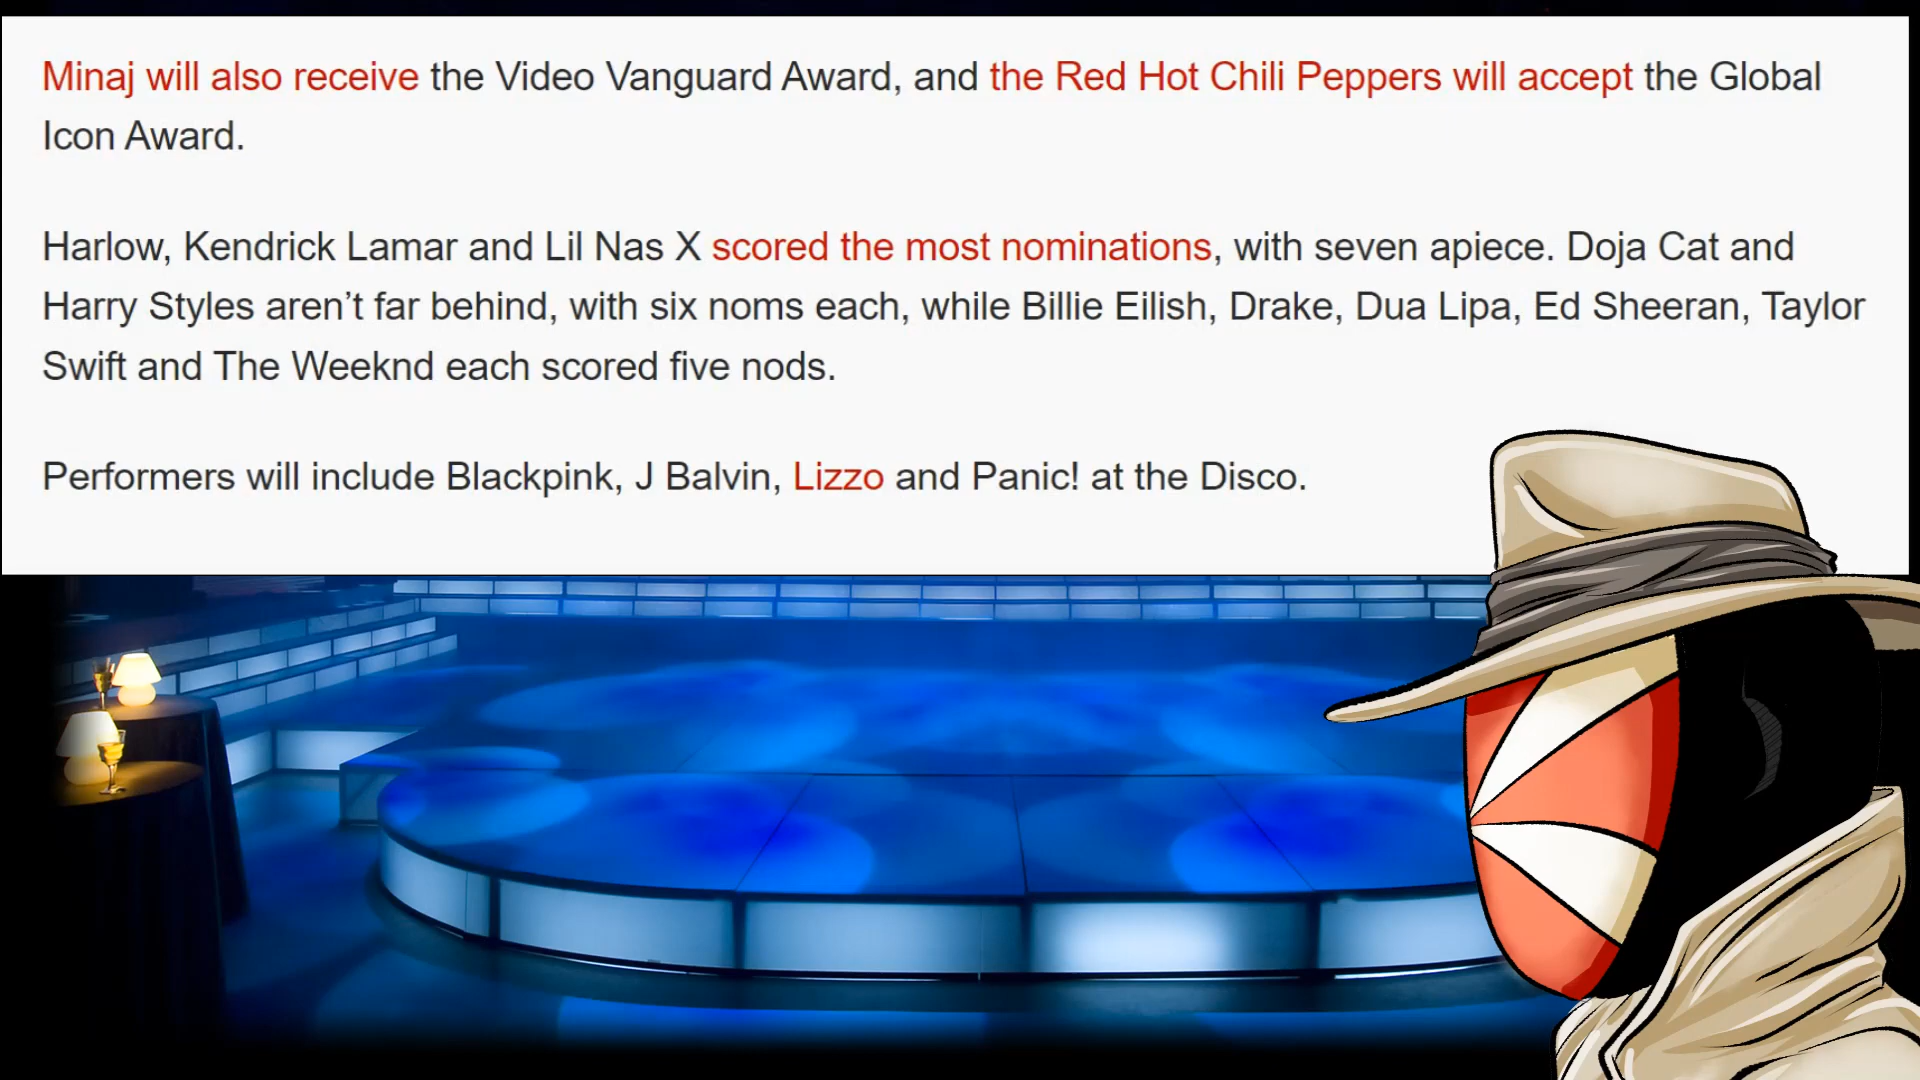 Minaj will also receive the Video Vanguard Award, and the Red Hot Chili Peppers will accept the Global
Icon Award.
Harlow, Kendrick Lamar and Lil Nas X scored the most nominations, with seven apiece. Doja Cat and
Harry Styles aren’t far behind, with six noms each, while Billie Eilish, Drake, Dua Lipa, Ed Sheeran, Taylor
Swift and The Weeknd each scored five nods.
Performers will include Blackpink, J Balvin, Lizzo and Panic! at the Disco.